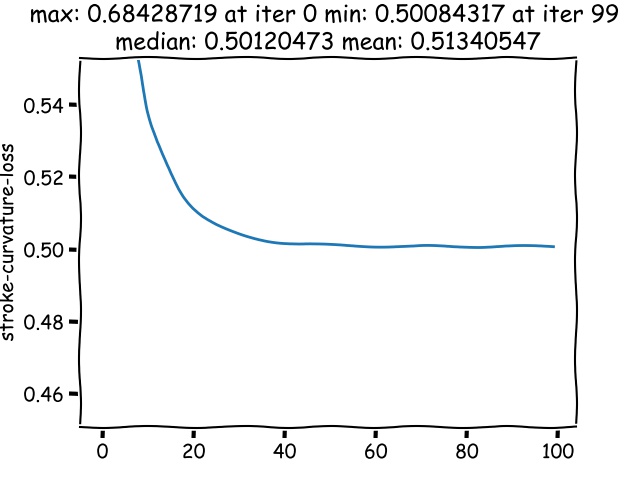 max: 0.68428719 at iter 0 min: 0.50084317 at iter 99
median: 0.50120473 mean: 0.51340547
stroke-curvature-loss
0.54
0.52
0.50
0.48
0.46
0 20 40 60 80 100